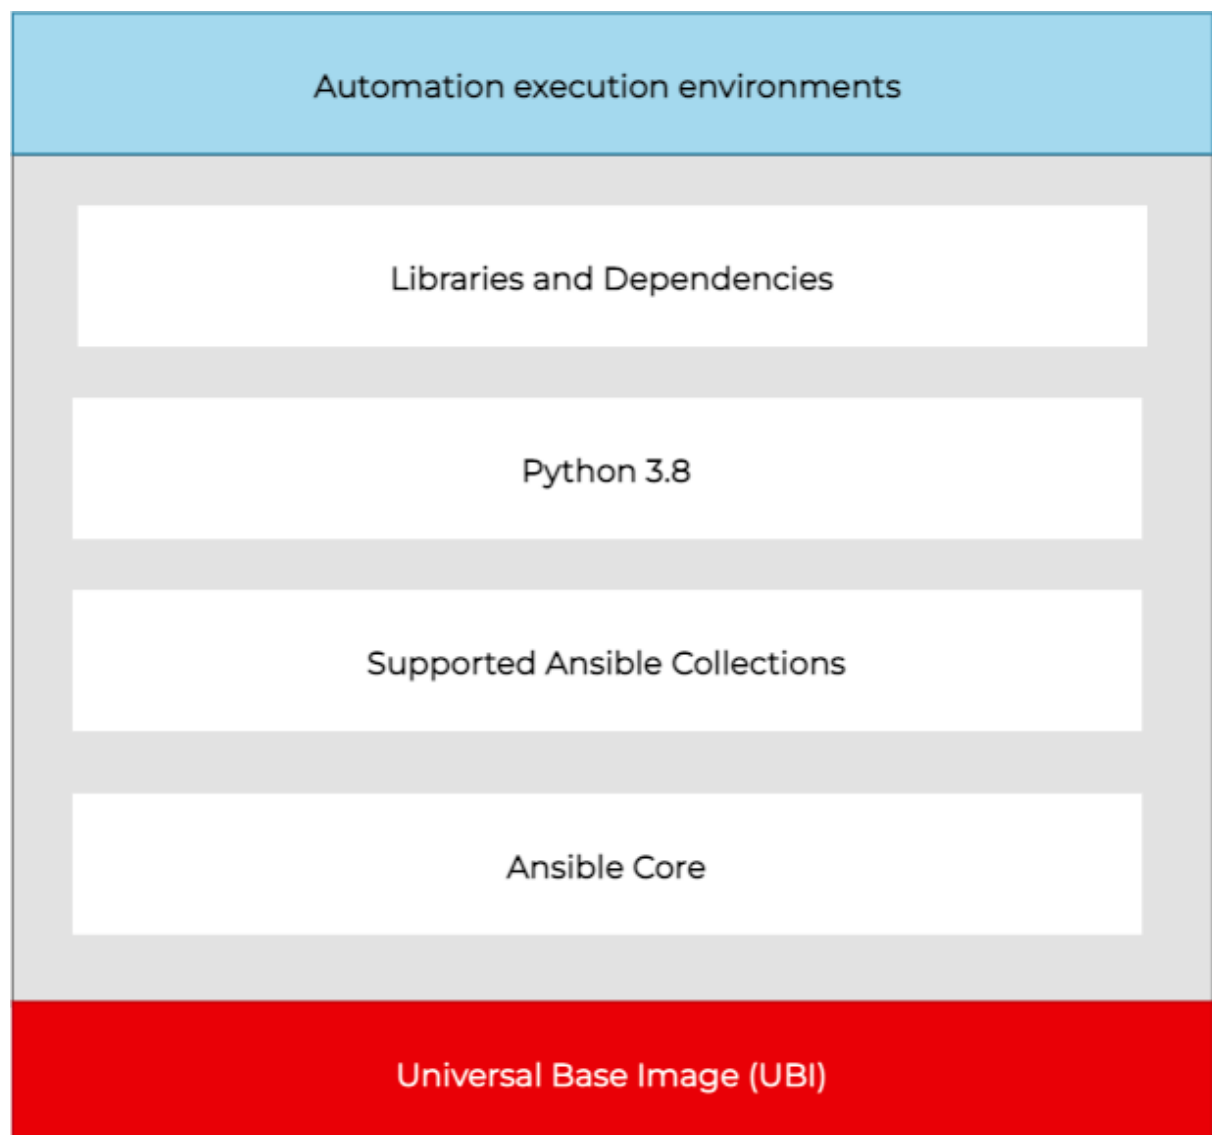 Automation execution environments
Libraries and Dependencies
Python 3.8
Supported Ansible Collections
Ansible Core
Universal Base Image (UBI)